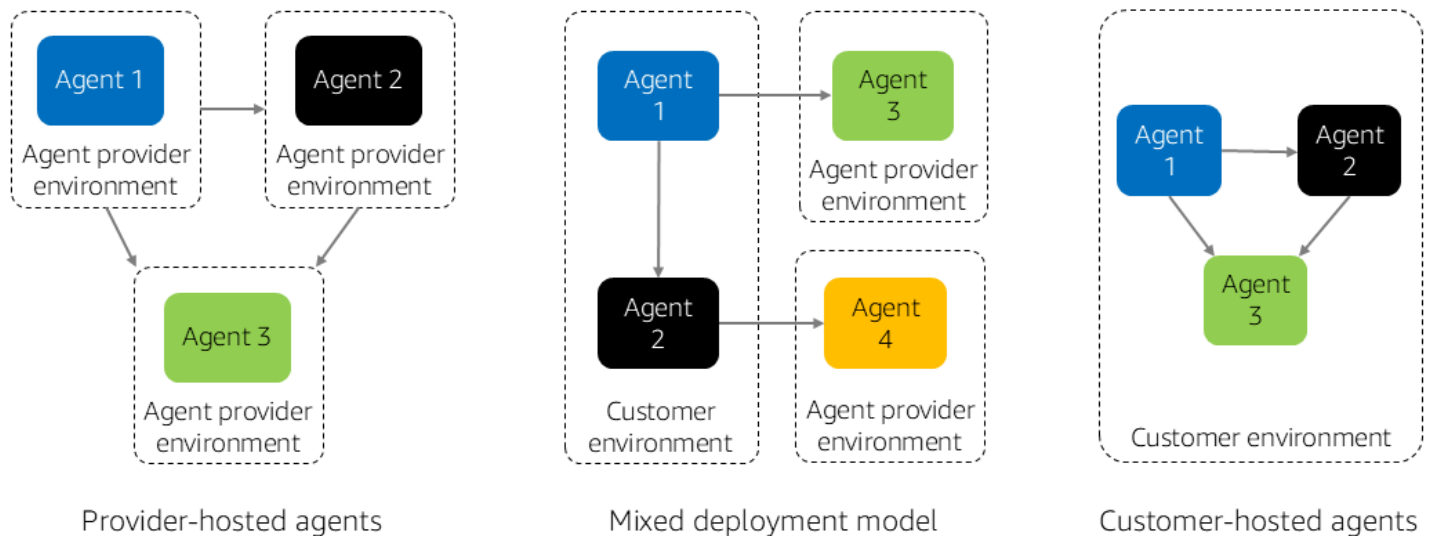 Agent 1
Agent provider
environment
Agent 2
Agent provider
environment
Agent 3
Agent provider
environment
Provider-hosted agents
Agent
1
Agent
2
Customer
environment
Agent
3
Agent provider
environment
Agent
4
Agent provider
environment
Mixed deployment model
Agent
1
Agent
2
Agent
3
Customer environment
Customer-hosted agents